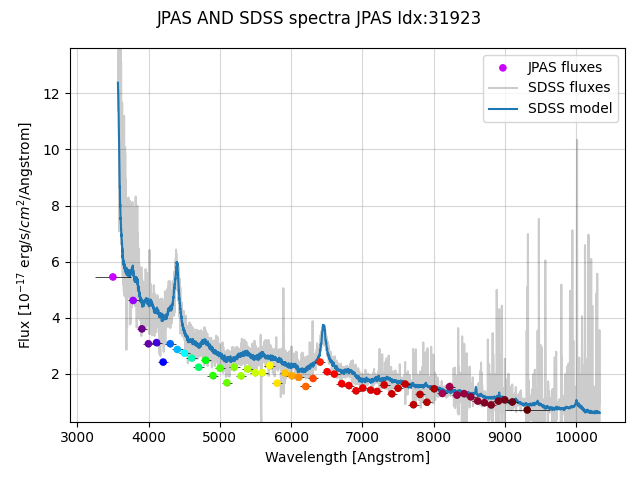 JPAS AND SDSS spectra JPAS Idx:31923
JPAS fluxes
SDSS fluxes
SDSS model
Flux [10^{-17} erg/s/cm^2/Angstrom]
12
10
8
6
4
2
3000 4000 5000 6000 7000 8000 9000 10000
Wavelength [Angstrom]